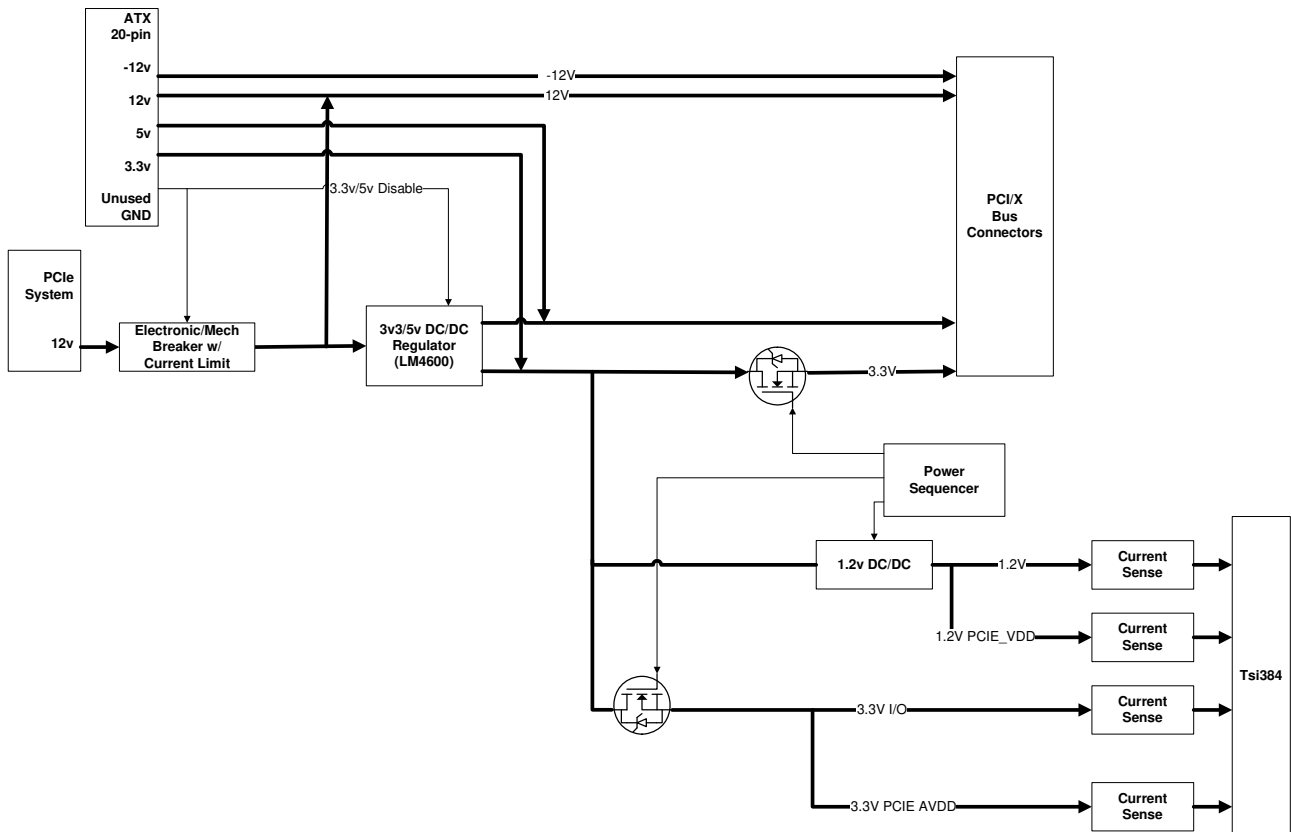 ATX
20-pin
-12v
12v
5v
3.3v
Unused
GND
-12V
12V
3.3v/5v Disable
PCI/X
Bus
Connectors
PCIe
System
12v
Electronic/Mech
Breaker w/
Current Limit
3v3/5v DC/DC
Regulator
(LM4600)
3.3V
Power
Sequencer
1.2v DC/DC
1.2V
Current
Sense
1.2V PCIE_VDD
Current
Sense
Tsi384
3.3V I/O
Current
Sense
3.3V PCIE AVDD
Current
Sense